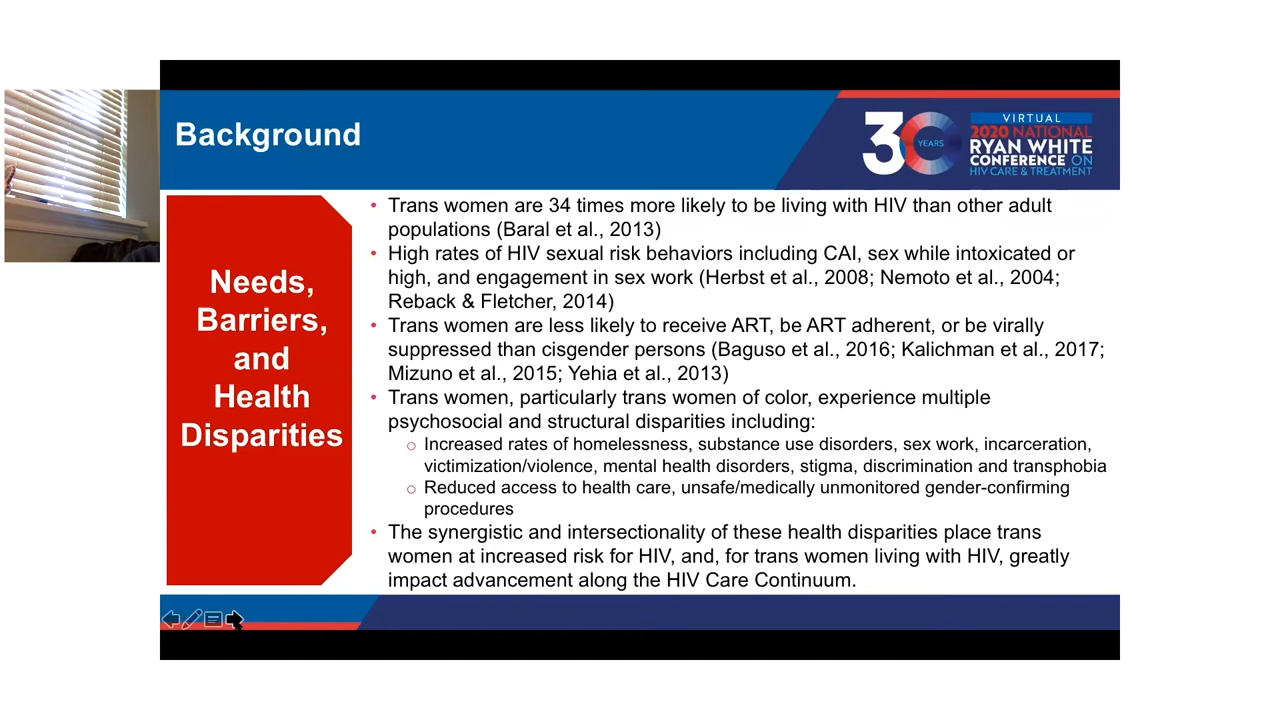 Background
30
YEARS
VIRTUAL
2020 NATIONAL
RYAN WHITE
CONFERENCE ON
HIV CARE & TREATMENT
Needs,
Barriers,
and
Health
Disparities
• Trans women are 34 times more likely to be living with HIV than other adult
populations (Baral et al., 2013)
• High rates of HIV sexual risk behaviors including CAI, sex while intoxicated or
high, and engagement in sex work (Herbst et al., 2008; Nemoto et al., 2004;
Reback & Fletcher, 2014)
• Trans women are less likely to receive ART, be ART adherent, or be virally
suppressed than cisgender persons (Baguso et al., 2016; Kalichman et al., 2017;
Mizuno et al., 2015; Yehia et al., 2013)
• Trans women, particularly trans women of color, experience multiple
psychosocial and structural disparities including:
○ Increased rates of homelessness, substance use disorders, sex work, incarceration,
victimization/violence, mental health disorders, stigma, discrimination and transphobia
○ Reduced access to health care, unsafe/medically unmonitored gender-confirming
procedures
• The synergistic and intersectionality of these health disparities place trans
women at increased risk for HIV, and, for trans women living with HIV, greatly
impact advancement along the HIV Care Continuum.